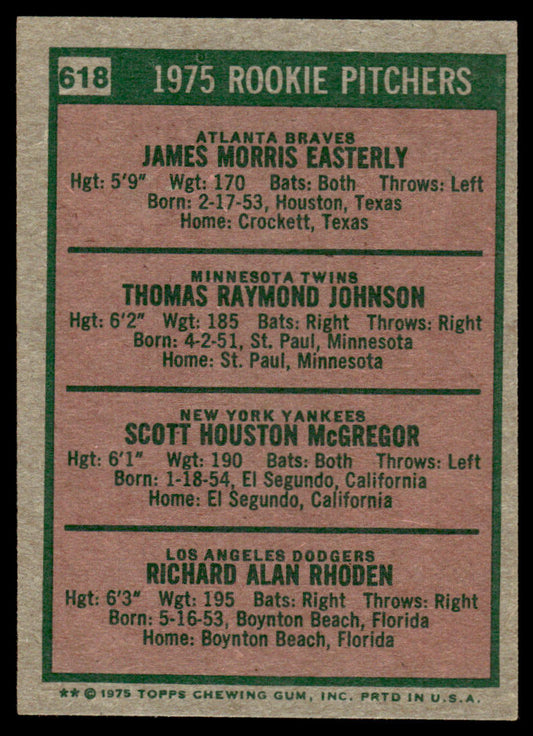 618 1975 ROOKIE PITCHERS
ATLANTA BRAVES
JAMES MORRIS EASTERLY
Hgt: 5'9" Wgt: 170 Bats: Both Throws: Left
Born: 2-17-53, Houston, Texas
Home: Crockett, Texas
MINNESOTA TWINS
THOMAS RAYMOND JOHNSON
Hgt: 6'2" Wgt: 185 Bats: Right Throws: Right
Born: 4-2-51, St. Paul, Minnesota
Home: St. Paul, Minnesota
NEW YORK YANKEES
SCOTT HOUSTON McGREGOR
Hgt: 6'1" Wgt: 190 Bats: Both Throws: Left
Born: 1-18-54, El Segundo, California
Home: El Segundo, California
LOS ANGELES DODGERS
RICHARD ALAN RHODEN
Hgt: 6'3" Wgt: 195 Bats: Right Throws: Right
Born: 5-16-53, Boynton Beach, Florida
Home: Boynton Beach, Florida
** © 1975 TOPPS CHEWING GUM, INC. PRTD IN U.S.A.